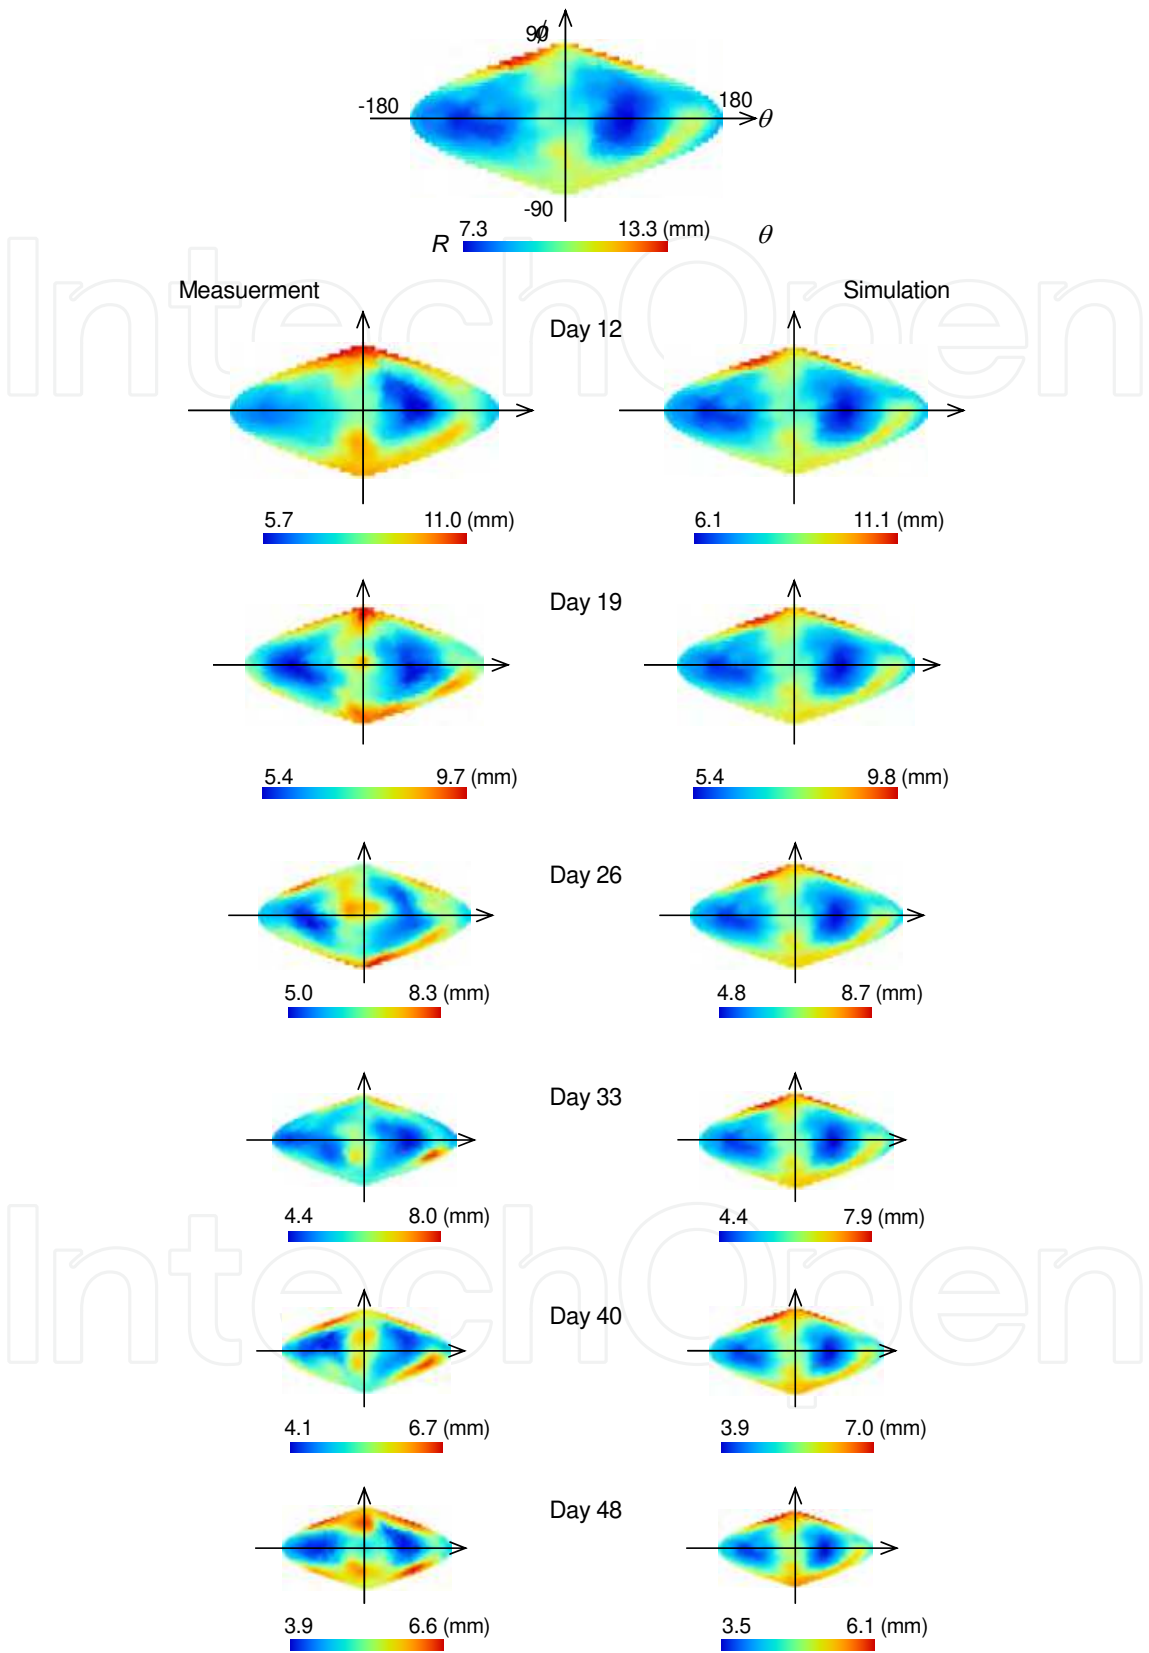 90 ϕ
-180
180
θ
-90
R 7.3 13.3 (mm)
θ
Measuerment Simulation
Day 12
5.7 11.0 (mm) 6.1 11.1 (mm)
Day 19
5.4 9.7 (mm) 5.4 9.8 (mm)
Day 26
5.0 8.3 (mm) 4.8 8.7 (mm)
Day 33
4.4 8.0 (mm) 4.4 7.9 (mm)
Day 40
4.1 6.7 (mm) 3.9 7.0 (mm)
Day 48
3.9 6.6 (mm) 3.5 6.1 (mm)
IntechOpen
IntechOpen